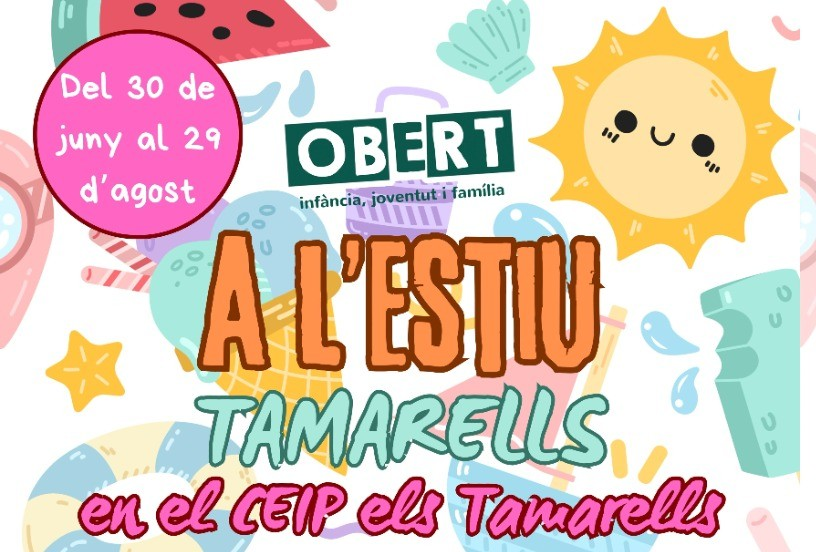 Del 30 de
juny al 29
d'agost
OBERT
infància, joventut i família
A L'ESTIU
TAMARELLS
en el CEIP els Tamarells